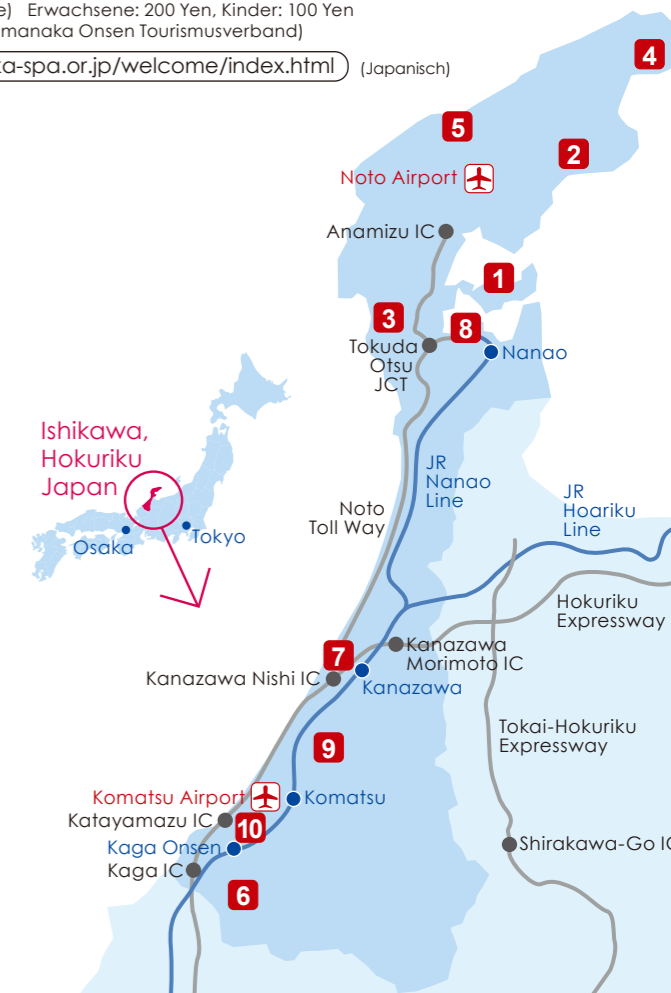 e) Erwachsene: 200 Yen, Kinder: 100 Yen
manaka Onsen Tourismusverband)
ka-spa.or.jp/welcome/index.html (Japanisch)
4
5
2
Noto Airport
Anamizu IC
1
3
8
Tokuda
Otsu
JCT
Nanao
Ishikawa,
Hokuriku
Japan
JR
Nanao
Line
JR
Hoariku
Line
Noto
Toll Way
Osaka
Tokyo
Hokuriku
Expressway
7
Kanazawa
Morimoto IC
Kanazawa Nishi IC
Kanazawa
Tokai-Hokuriku
Expressway
9
Komatsu Airport
Komatsu
Katayamazu IC
10
Kaga Onsen
Shirakawa-Go IC
Kaga IC
6